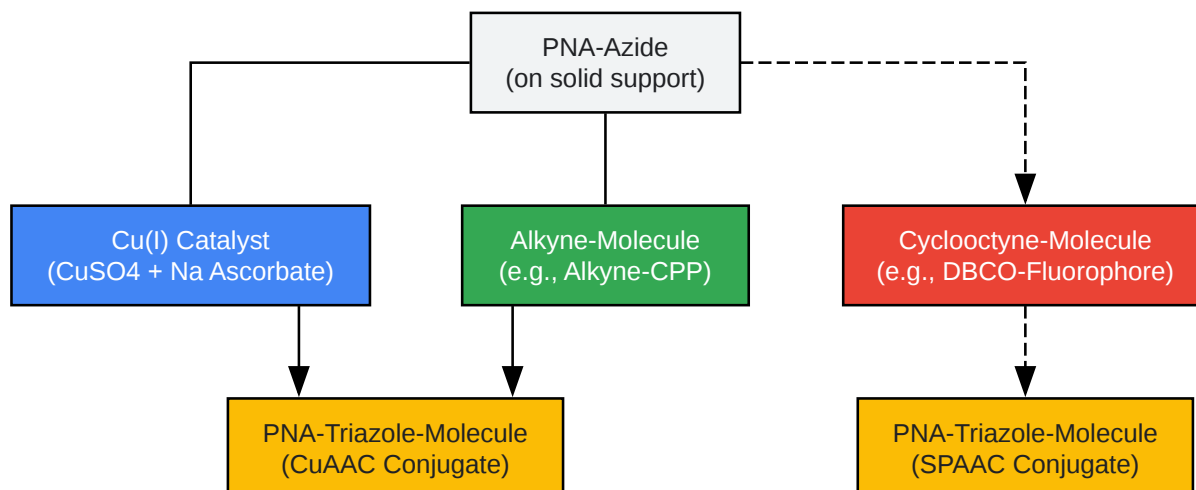 PNA-Azide
(on solid support)
Cu(I) Catalyst
(CuSO4 + Na Ascorbate)
Alkyne-Molecule
(e.g., Alkyne-CPP)
Cyclooctyne-Molecule
(e.g., DBCO-Fluorophore)
PNA-Triazole-Molecule
(CuAAC Conjugate)
PNA-Triazole-Molecule
(SPAAC Conjugate)